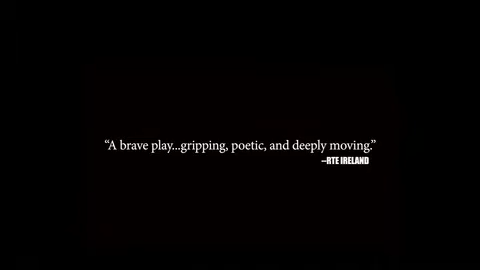 “A brave play...gripping, poetic, and deeply moving.”
–RTE IRELAND